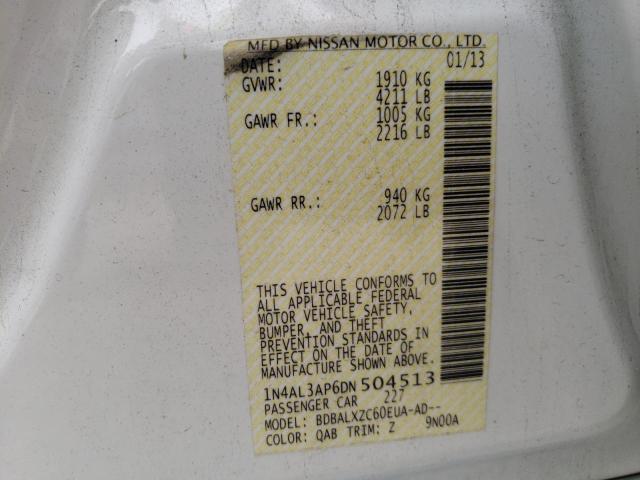 MFD BY NISSAN MOTOR CO., LTD.
DATE: 01/13
GVWR: 1910 KG
4211 LB
GAWR FR.: 1005 KG
2216 LB
GAWR RR.: 940 KG
2072 LB
THIS VEHICLE CONFORMS TO
ALL APPLICABLE FEDERAL
MOTOR VEHICLE SAFETY,
BUMPER, AND THEFT
PREVENTION STANDARDS IN
EFFECT ON THE DATE OF
MANUFACTURE SHOWN ABOVE.
1N4AL3AP6DN 504513
PASSENGER CAR 227
MODEL: BDBALXZC60EUA-AD--
COLOR: QAB TRIM: Z 9N00A